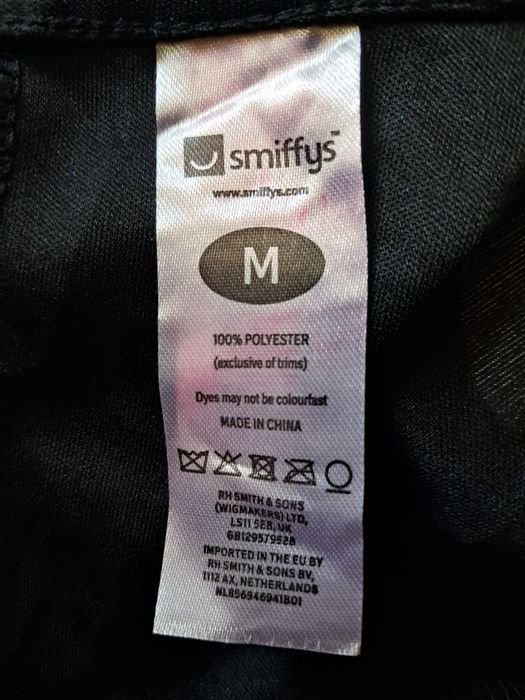 smiffys™
www.smiffys.com
M
100% POLYESTER
(exclusive of trims)
Dyes may not be colourfast
MADE IN CHINA
RH SMITH & SONS
(WIGMAKERS) LTD,
LS11 5EB, UK
GB129579528
IMPORTED IN THE EU BY
RH SMITH & SONS BV,
1112 AX, NETHERLANDS
NL856946941B01